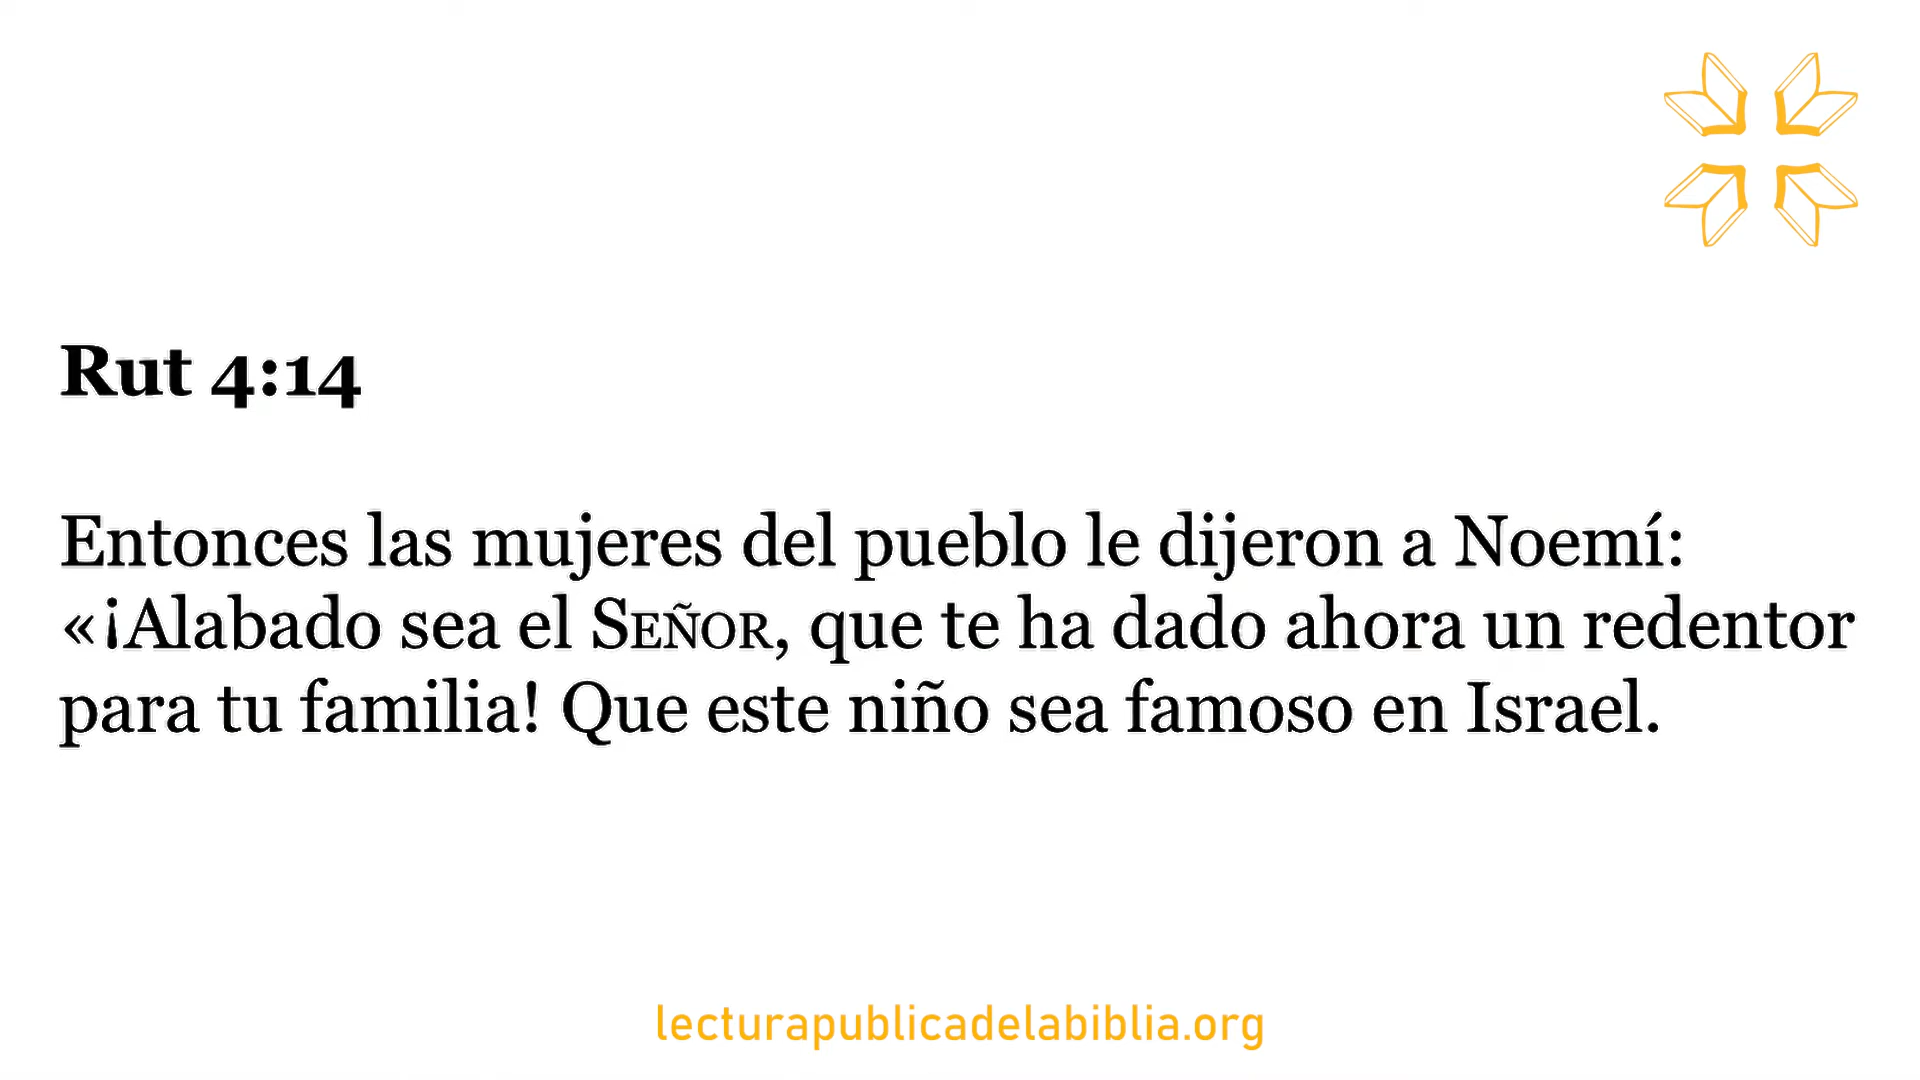 Rut 4:14
Entonces las mujeres del pueblo le dijeron a Noemí:
«¡Alabado sea el SEÑOR, que te ha dado ahora un redentor
para tu familia! Que este niño sea famoso en Israel.
lecturapublicadelabiblia.org